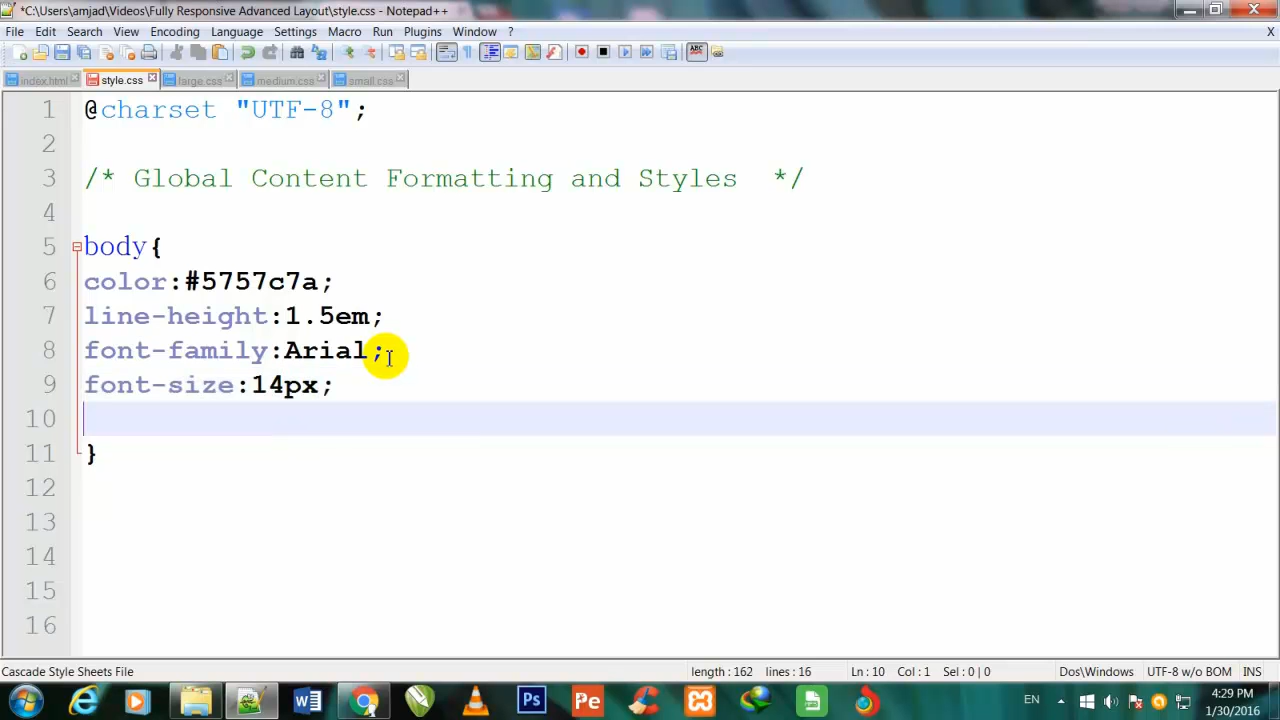 *C:\Users\amjad\Videos\Fully Responsive Advanced Layout\style.css - Notepad++
File Edit Search View Encoding Language Settings Macro Run Plugins Window ? X
index.html style.css large.css medium.css small.css
1 @charset "UTF-8";
2
3 /* Global Content Formatting and Styles */
4
5 body{
6 color:#5757c7a;
7 line-height:1.5em;
8 font-family:Arial;
9 font-size:14px;
10
11 }
12
13
14
15
16
Cascade Style Sheets File length : 162 lines : 16 Ln : 10 Col : 1 Sel : 0 | 0 Dos\Windows UTF-8 w/o BOM INS
W Ps Pe EN 4:29 PM
1/30/2016